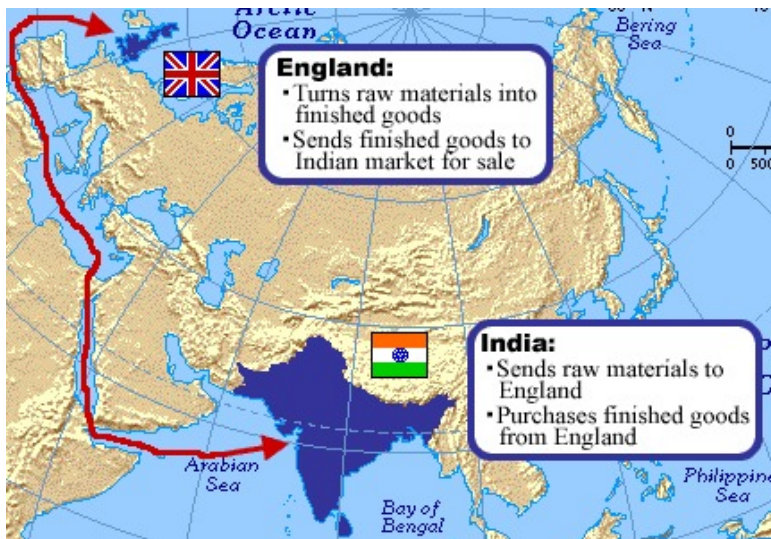 Arctic
Ocean
Bering
Sea
England:
· Turns raw materials into
finished goods
· Sends finished goods to
Indian market for sale
0
0 500
India:
· Sends raw materials to
England
· Purchases finished goods
from England
Arabian
Sea
Bay of
Bengal
Philippine
Sea